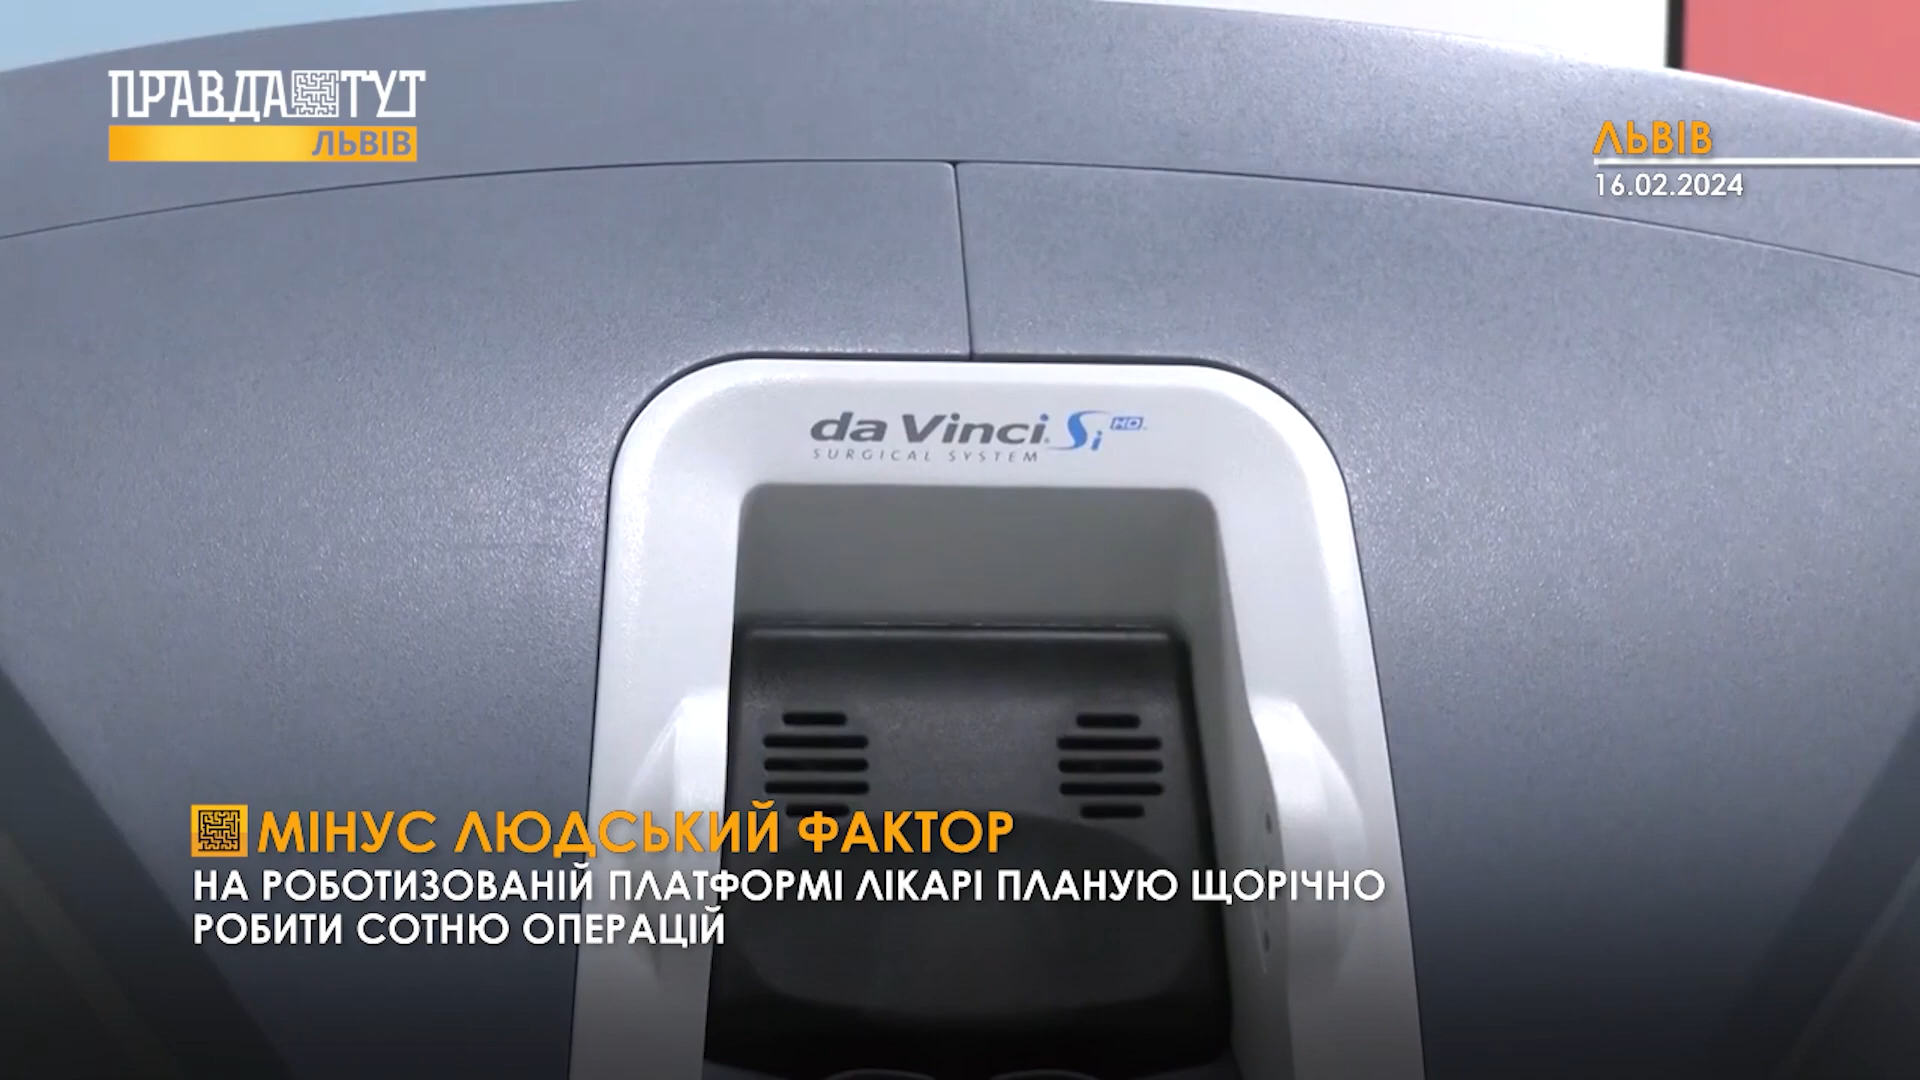 ПРАВДА ТУТ
ЛЬВІВ
ЛЬВІВ
16.02.2024
da Vinci Si HD
SURGICAL SYSTEM
МІНУС ЛЮДСЬКИЙ ФАКТОР
НА РОБОТИЗОВАНІЙ ПЛАТФОРМІ ЛІКАРІ ПЛАНУЮ ЩОРІЧНО
РОБИТИ СОТНЮ ОПЕРАЦІЙ